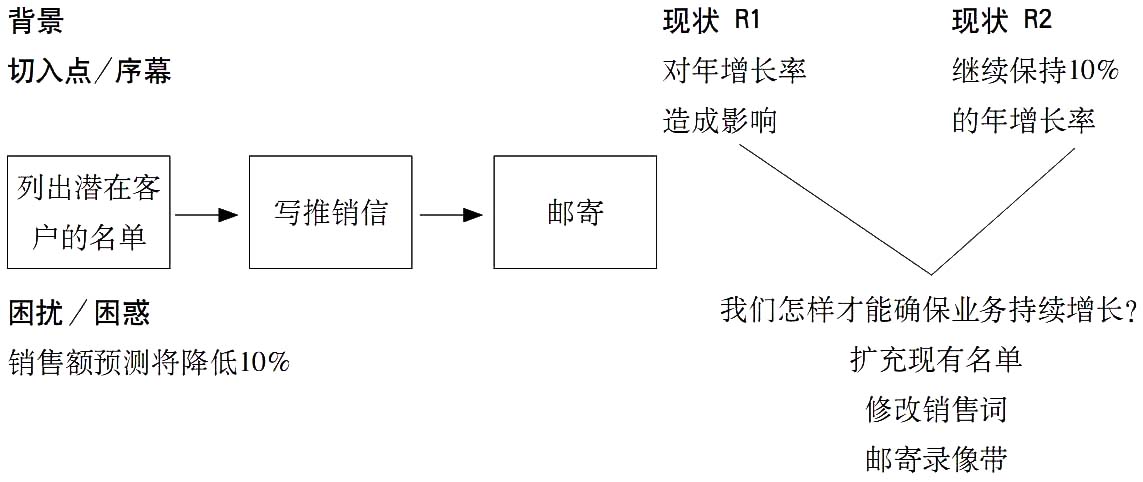 背景
切入点/序幕
列出潜在客
户的名单
写推销信
邮寄
困扰/困惑
销售额预测将降低10%
现状 R1
对年增长率
造成影响
现状 R2
继续保持10%
的年增长率
我们怎样才能确保业务持续增长?
扩充现有名单
修改销售词
邮寄录像带